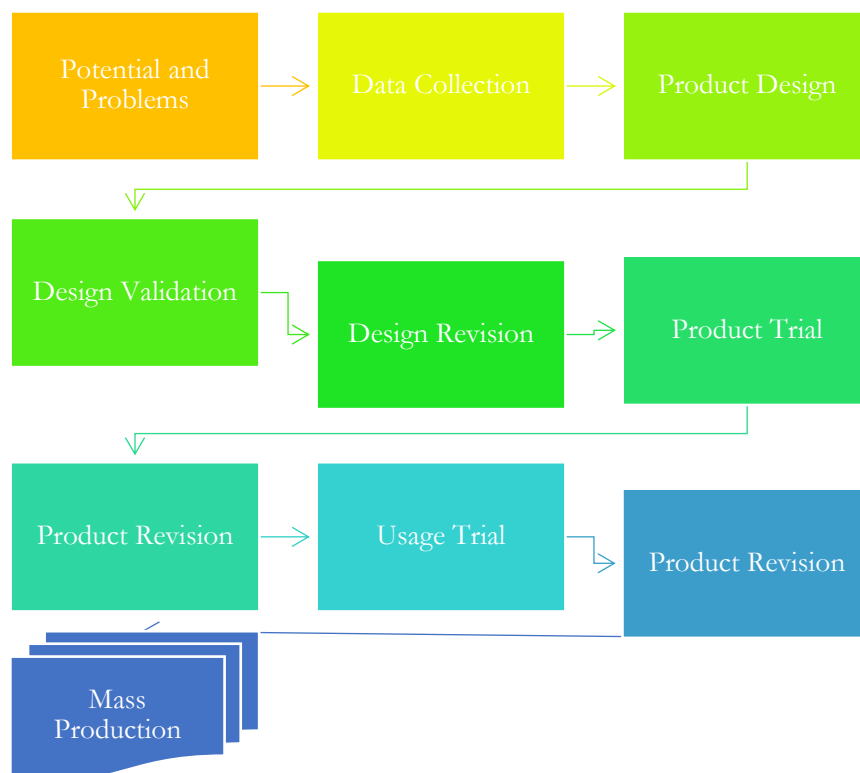 Potential and
Problems
Data Collection
Product Design
Design Validation
Design Revision
Product Trial
Product Revision
Usage Trial
Product Revision
Mass
Production